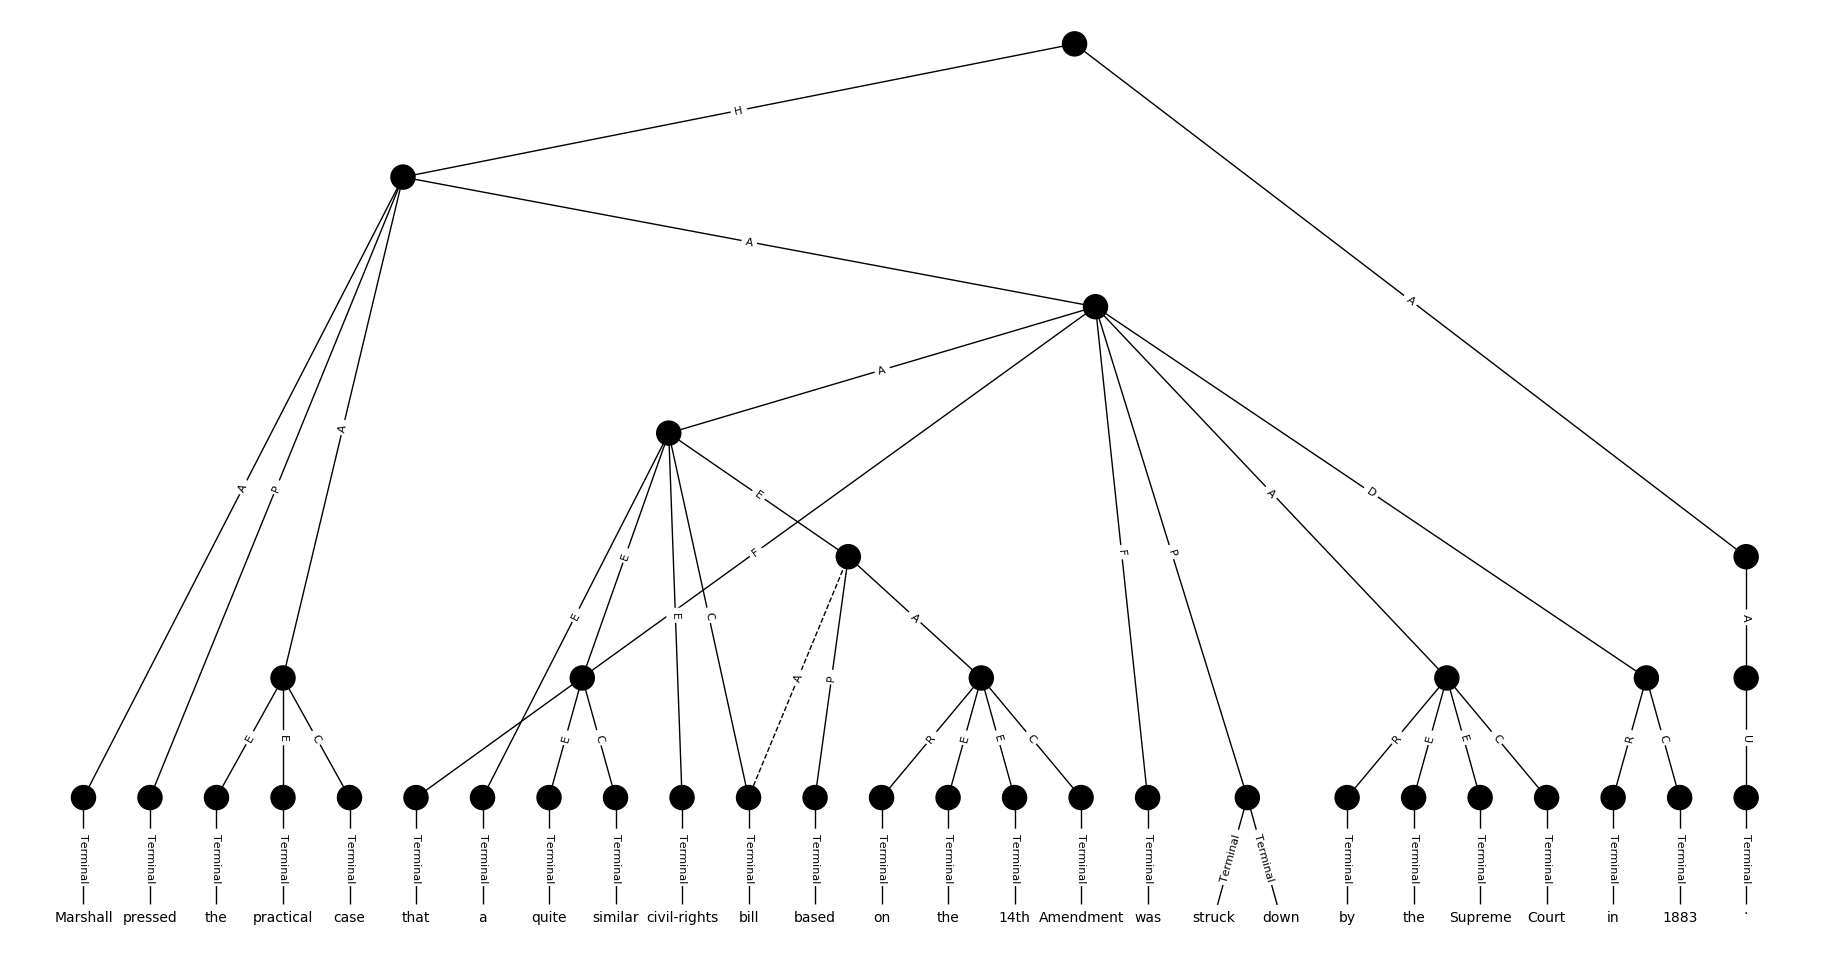 H
A
A
A
A
A
P
A
D
E
F
F
P
E
E
E
C
A
A
A
P
E
E
C
E
C
R
E
E
C
R
E
E
C
R
C
U
Terminal Terminal Terminal Terminal Terminal Terminal Terminal Terminal Terminal Terminal Terminal Terminal Terminal Terminal Terminal Terminal Terminal Terminal Terminal Terminal Terminal Terminal Terminal Terminal Terminal Terminal
Marshall pressed the practical case that a quite similar civil-rights bill based on the 14th Amendment was struck down by the Supreme Court in 1883 .